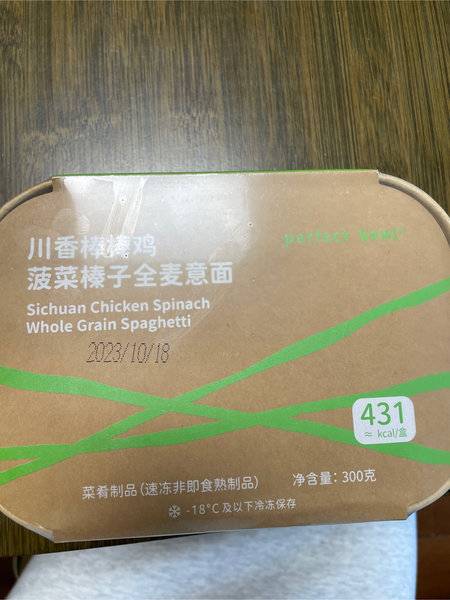 川香棒棒鸡
perfect bowl
菠菜榛子全麦意面
Sichuan Chicken Spinach
Whole Grain Spaghetti
2023/10/18
431
≈ kcal/盒
菜肴制品(速冻非即食熟制品)
净含量:300克
-18°C及以下冷冻保存